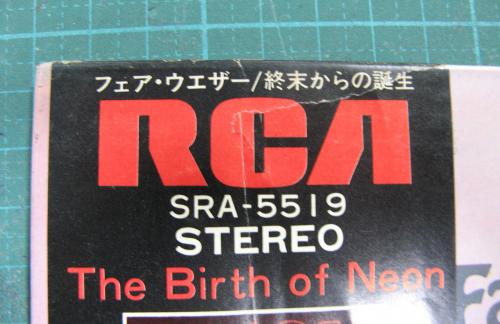 フェア・ウエザー/終末からの誕生
RCA
SRA-5519
STEREO
The Birth of Neon